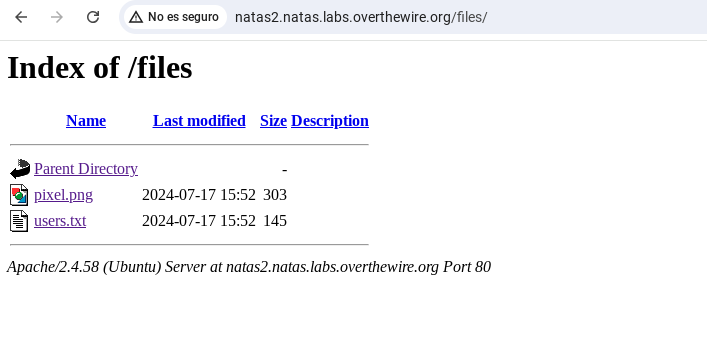 No es seguro natas2.natas.labs.overthewire.org/files/
Index of /files
Name Last modified Size Description
Parent Directory -
pixel.png 2024-07-17 15:52 303
users.txt 2024-07-17 15:52 145
Apache/2.4.58 (Ubuntu) Server at natas2.natas.labs.overthewire.org Port 80